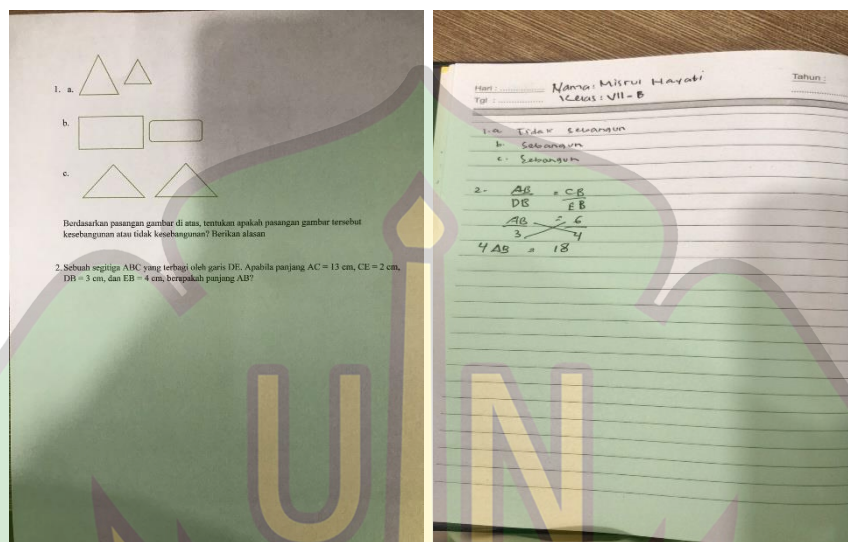 1. a.
b.
c.
Berdasarkan pasangan gambar di atas, tentukan apakah pasangan gambar tersebut
kesebangunan atau tidak kesebangunan? Berikan alasan
2. Sebuah segitiga ABC yang terbagi oleh garis DE. Apabila panjang AC = 13 cm, CE = 2 cm,
DB = 3 cm, dan EB = 4 cm, berapakah panjang AB?
Hari : ............
Nama: Misrul Hayati
Tahun :
Tgl : ............
Kelas: VII-B
1. a Tidak sebangun
b. Sebangun
c. Sebangun
2. AB/DB = CB/EB
AB/3 = 6/4
4 AB = 18
UIN